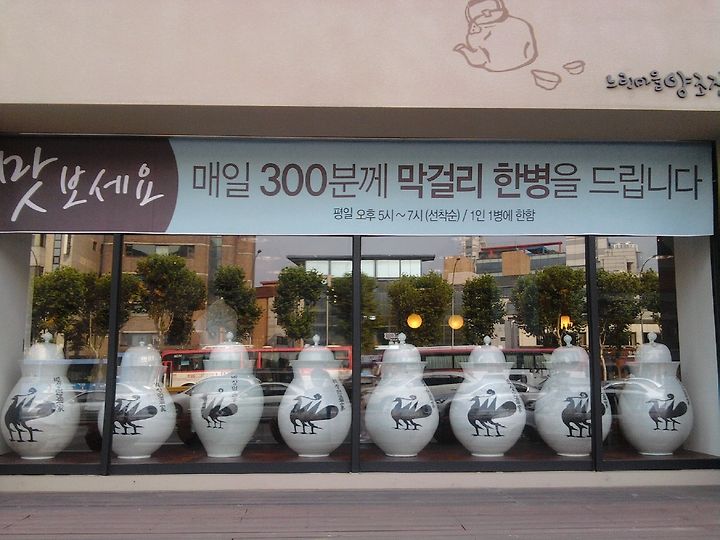 느린마을양조장
맛보세요
매일 300분께 막걸리 한병을 드립니다
평일 오후 5시~7시 (선착순) / 1인 1병에 한함